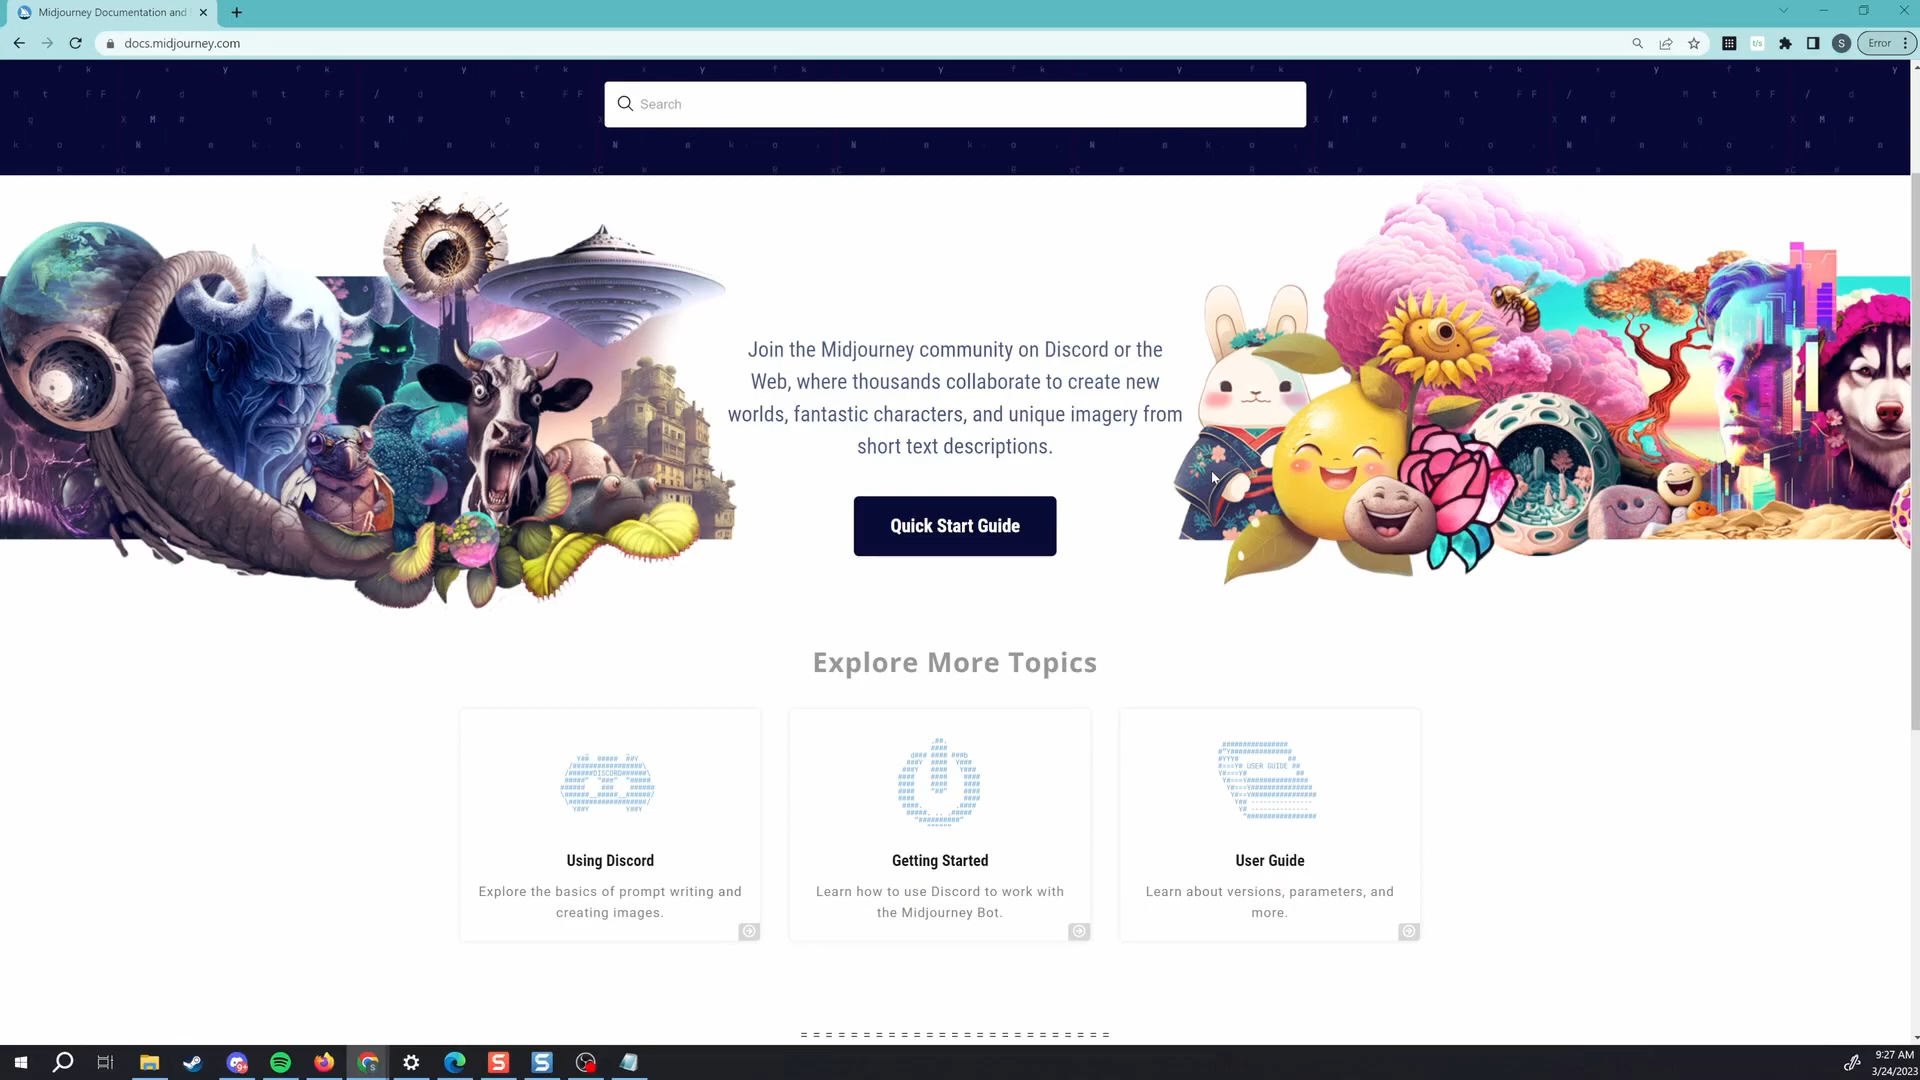 Midjourney Documentation and
docs.midjourney.com
t/s
S
Error
Search
Join the Midjourney community on Discord or the
Web, where thousands collaborate to create new
worlds, fantastic characters, and unique imagery from
short text descriptions.
Quick Start Guide
Explore More Topics
DISCORD
USER GUIDE
Using Discord
Explore the basics of prompt writing and
creating images.
Getting Started
Learn how to use Discord to work with
the Midjourney Bot.
User Guide
Learn about versions, parameters, and
more.
= = = = = = = = = = = = = = = = = = = = = = = = =
9+
S
S
S
9:27 AM
3/24/2023